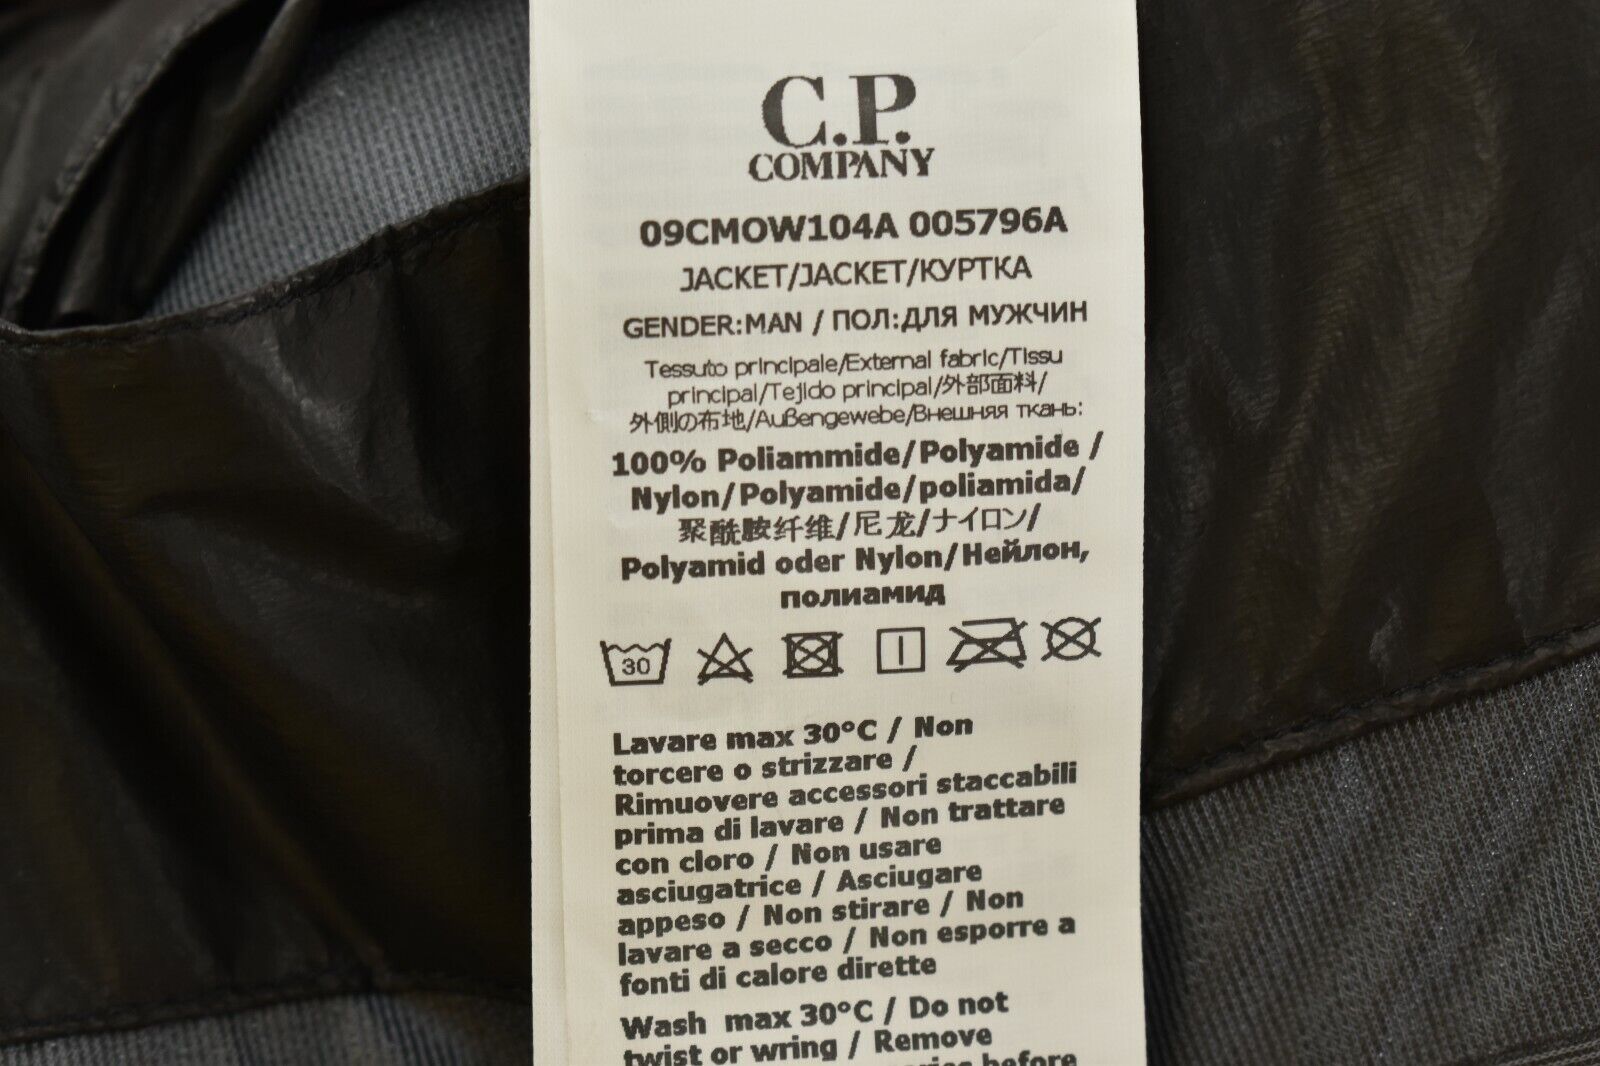 C.P.
COMPANY
09CMOW104A 005796A
JACKET/JACKET/КУРТКА
GENDER:MAN / ПОЛ:ДЛЯ МУЖЧИН
Tessuto principale/External fabric/Tissu
principal/Tejido principal/外部面料/
外側の布地/Außengewebe/Внешняя ткань:
100% Poliammide/Polyamide /
Nylon/Polyamide/poliamida/
聚酰胺纤维/尼龙/ナイロン/
Polyamid oder Nylon/Нейлон,
полиамид
30
Lavare max 30°C / Non
torcere o strizzare /
Rimuovere accessori staccabili
prima di lavare / Non trattare
con cloro / Non usare
asciugatrice / Asciugare
appeso / Non stirare / Non
lavare a secco / Non esporre a
fonti di calore dirette
Wash max 30°C / Do not
twist or wring / Remove
before